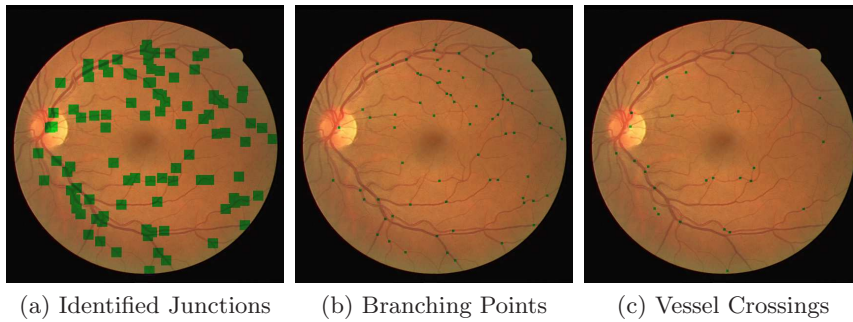 (a) Identified Junctions
(b) Branching Points
(c) Vessel Crossings